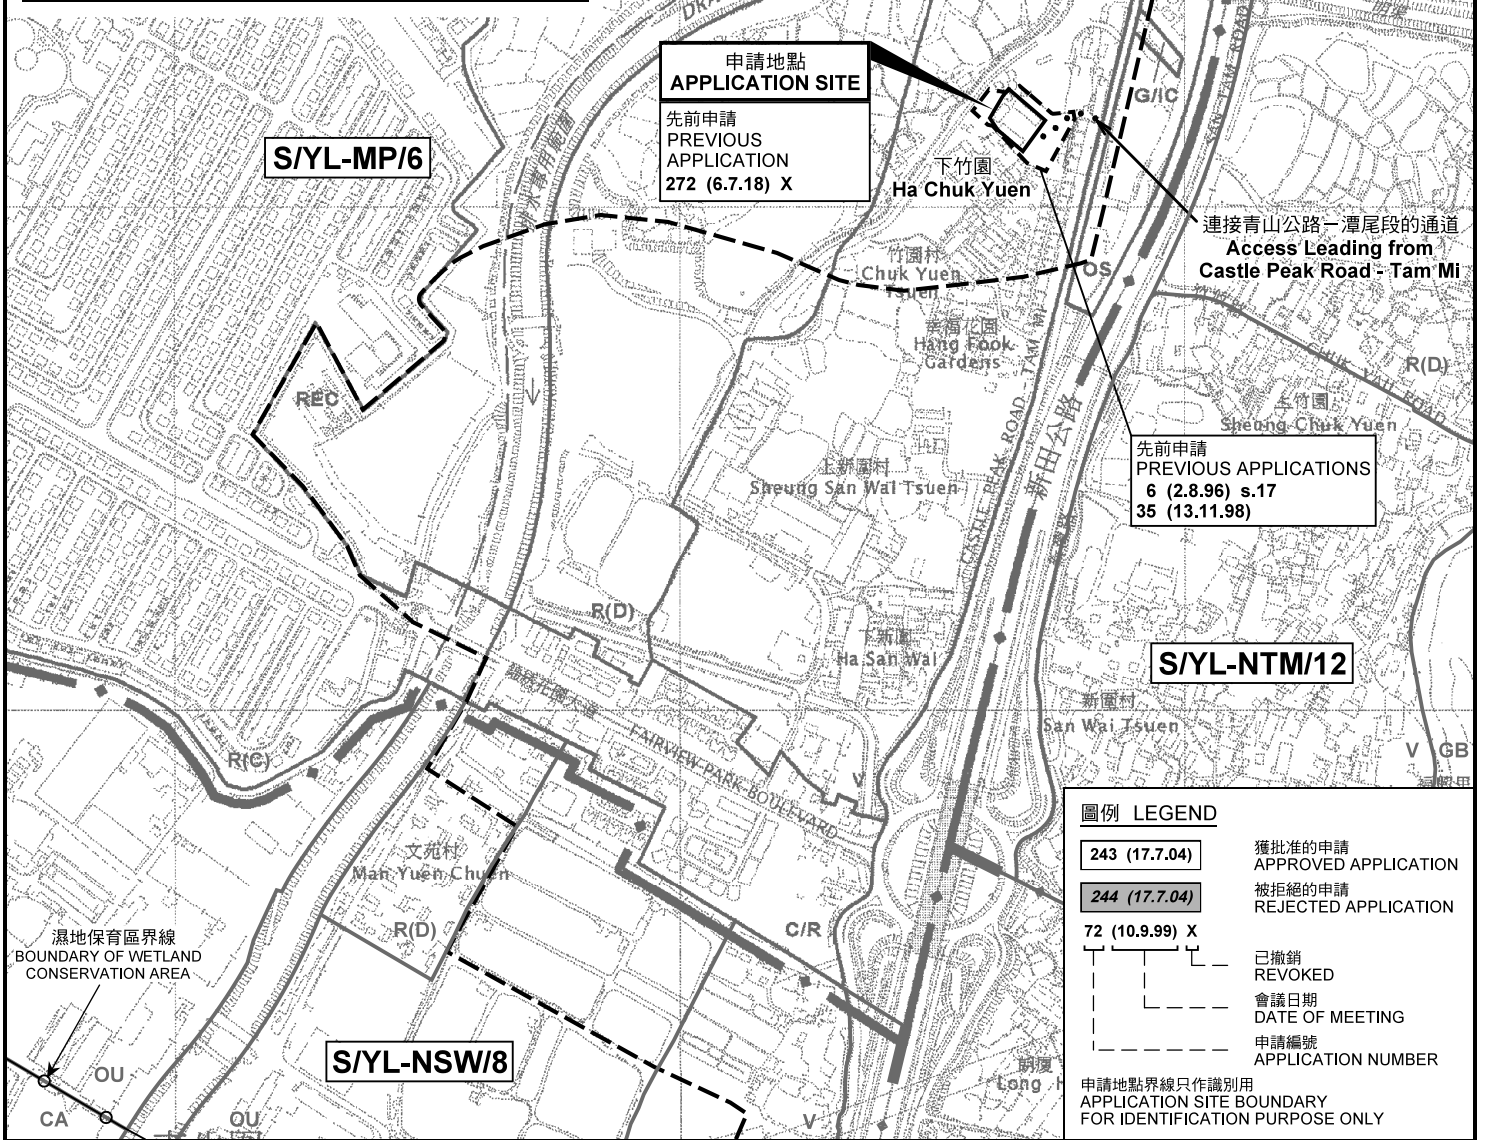 申請地點
APPLICATION SITE
先前申請
PREVIOUS
APPLICATION
272 (6.7.18) X
S/YL-MP/6
G/IC
SAN TAM ROAD
下竹園
Ha Chuk Yuen
連接青山公路－潭尾段的通道
Access Leading from
Castle Peak Road - Tam Mi
竹園村
Chuk Yuen
Tsuen
OS
幸福花園
Hang Fook
Gardens
REC
R(D)
CHUK YAU ROAD
上竹園
Sheung Chuk Yuen
先前申請
PREVIOUS APPLICATIONS
6 (2.8.96) s.17
35 (13.11.98)
上新圍村
Sheung San Wai Tsuen
CASTLE PEAK ROAD - TAM MI
新田公路
R(D)
下新圍
Ha San Wai
S/YL-NTM/12
新圍村
San Wai Tsuen
V
GB
R(C)
FAIRVIEW PARK BOULEVARD
V
文苑村
Man Yuen Chuen
R(D)
C/R
濕地保育區界線
BOUNDARY OF WETLAND
CONSERVATION AREA
S/YL-NSW/8
OU
CA
OU
V
Long
圖例 LEGEND
243 (17.7.04)
獲批准的申請
APPROVED APPLICATION
244 (17.7.04)
被拒絕的申請
REJECTED APPLICATION
72 (10.9.99) X
已撤銷
REVOKED
會議日期
DATE OF MEETING
申請編號
APPLICATION NUMBER
申請地點界線只作識別用
APPLICATION SITE BOUNDARY
FOR IDENTIFICATION PURPOSE ONLY